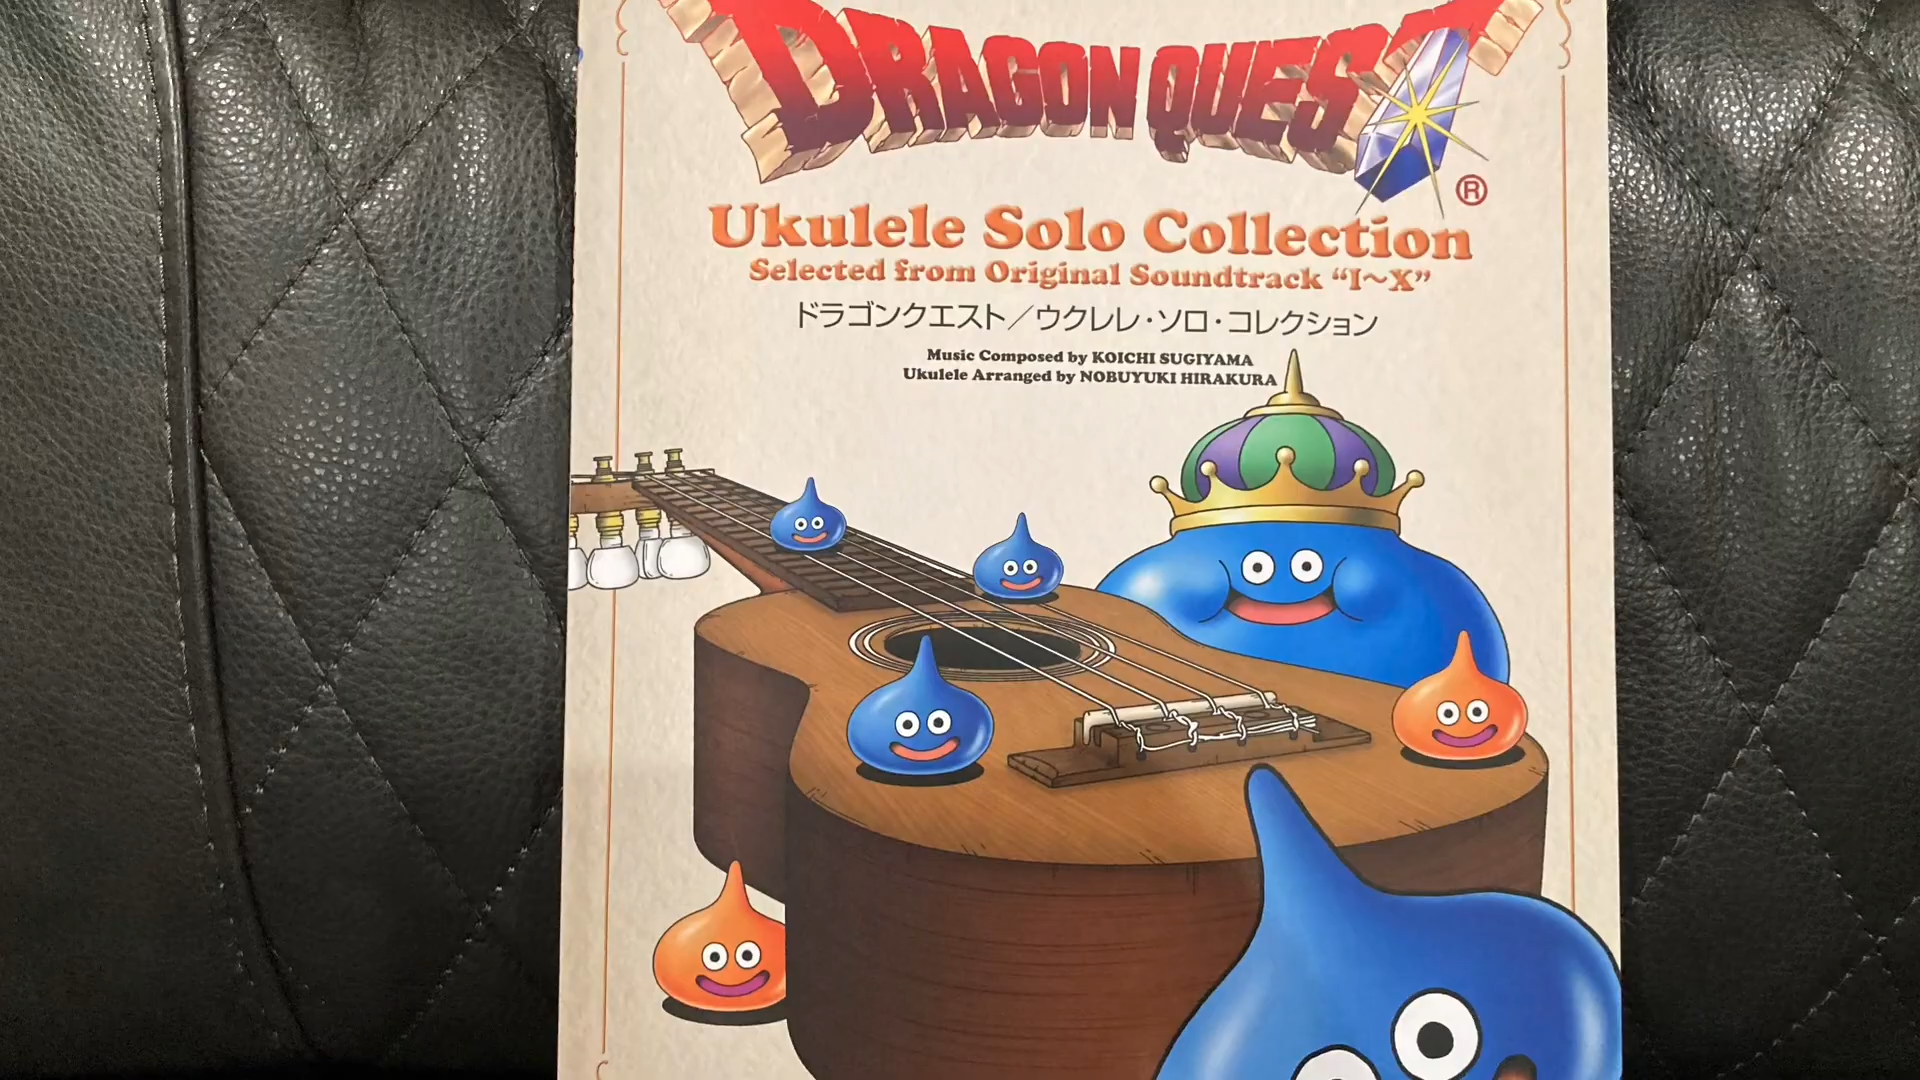 DRAGON QUEST
®
Ukulele Solo Collection
Selected from Original Soundtrack “I～X”
ドラゴンクエスト／ウクレレ・ソロ・コレクション
Music Composed by KOICHI SUGIYAMA
Ukulele Arranged by NOBUYUKI HIRAKURA